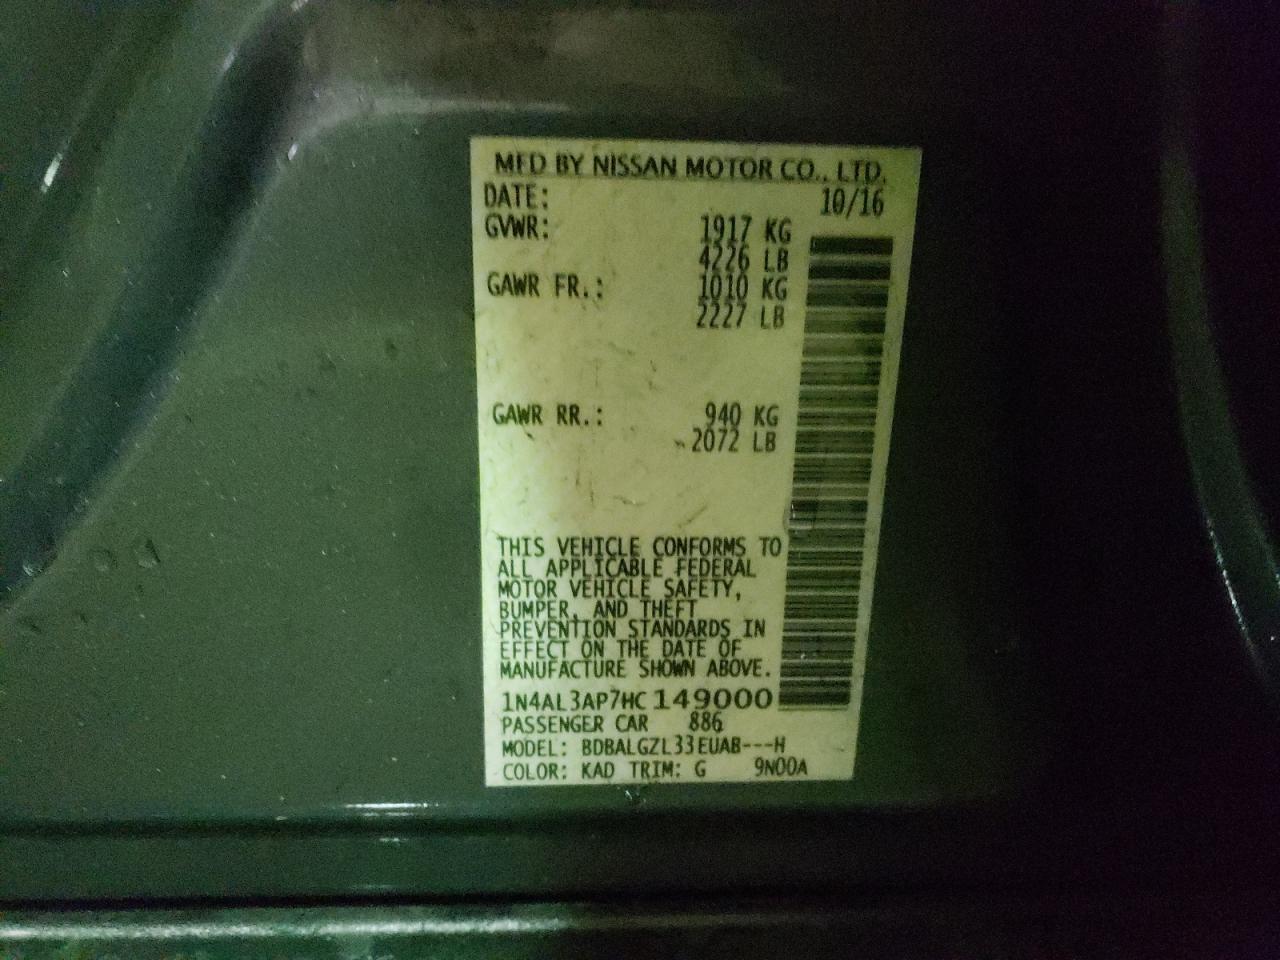 MFD BY NISSAN MOTOR CO., LTD.
DATE: 10/16
GVWR: 1917 KG
4226 LB
GAWR FR.: 1010 KG
2227 LB
GAWR RR.: 940 KG
2072 LB
THIS VEHICLE CONFORMS TO
ALL APPLICABLE FEDERAL
MOTOR VEHICLE SAFETY,
BUMPER, AND THEFT
PREVENTION STANDARDS IN
EFFECT ON THE DATE OF
MANUFACTURE SHOWN ABOVE.
1N4AL3AP7HC149000
PASSENGER CAR 886
MODEL: BDBALGZL33EUAB---H
COLOR: KAD TRIM: G 9N00A